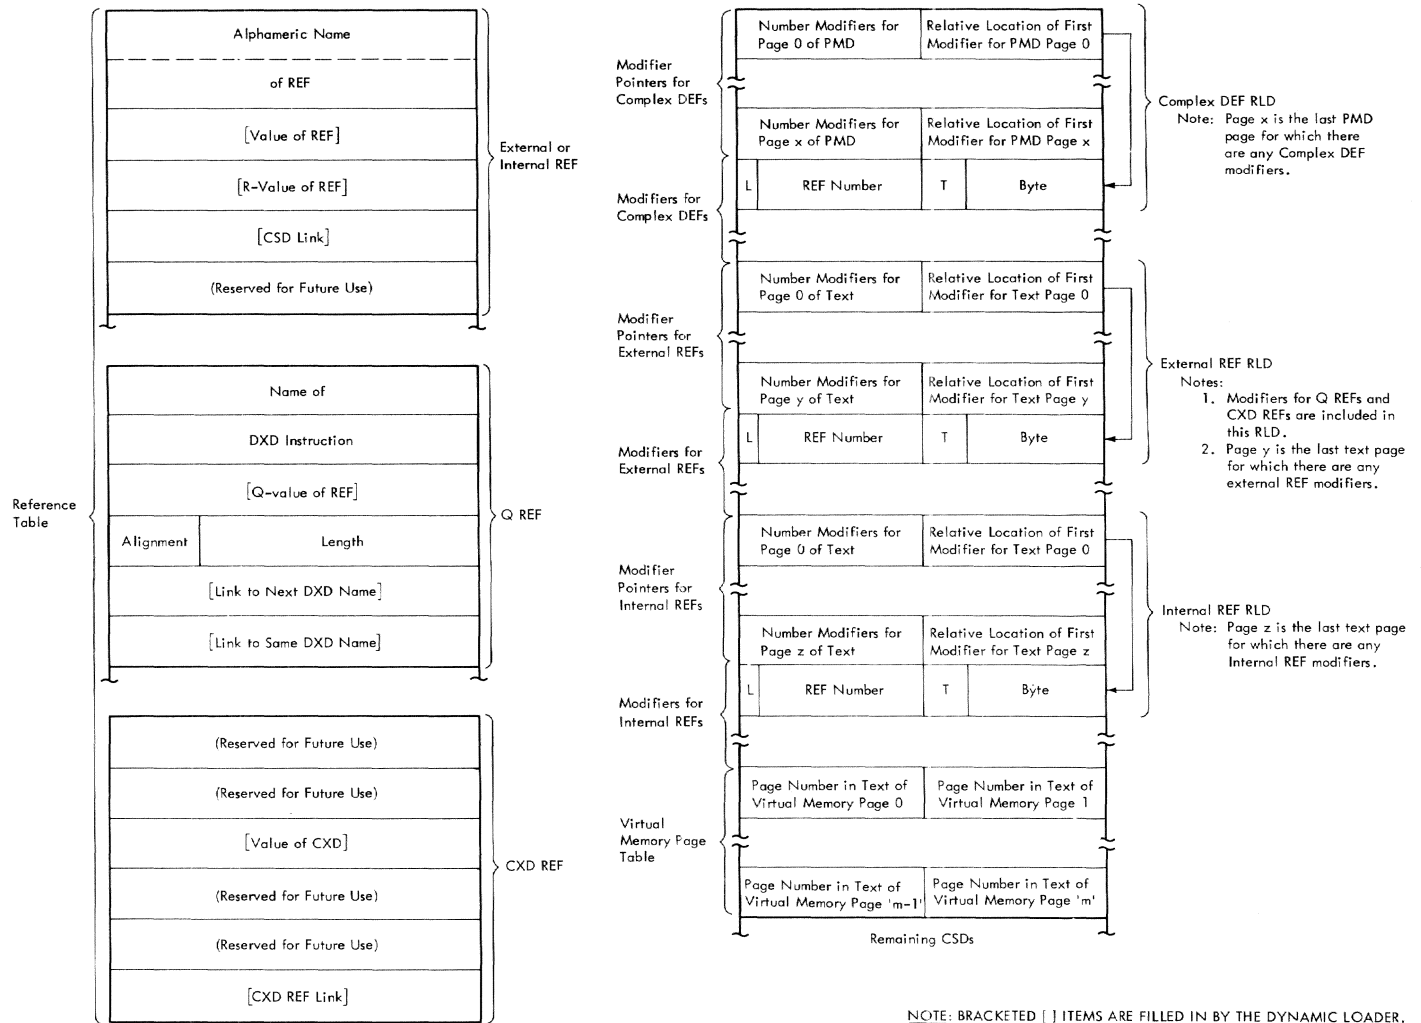 Reference
Table
Alphameric Name
of REF
[Value of REF]
[R-Value of REF]
[CSD Link]
(Reserved for Future Use)
External or
Internal REF
Name of
DXD Instruction
[Q-value of REF]
Alignment
Length
[Link to Next DXD Name]
[Link to Same DXD Name]
Q REF
(Reserved for Future Use)
(Reserved for Future Use)
[Value of CXD]
(Reserved for Future Use)
(Reserved for Future Use)
[CXD REF Link]
CXD REF
Modifier
Pointers for
Complex DEFs
Number Modifiers for
Page 0 of PMD
Relative Location of First
Modifier for PMD Page 0
Number Modifiers for
Page x of PMD
Relative Location of First
Modifier for PMD Page x
Modifiers for
Complex DEFs
L
REF Number
T
Byte
Complex DEF RLD
Note: Page x is the last PMD
page for which there
are any Complex DEF
modifiers.
Modifier
Pointers for
External REFs
Number Modifiers for
Page 0 of Text
Relative Location of First
Modifier for Text Page 0
Number Modifiers for
Page y of Text
Relative Location of First
Modifier for Text Page y
Modifiers for
External REFs
L
REF Number
T
Byte
External REF RLD
Notes:
1. Modifiers for Q REFs and
CXD REFs are included in
this RLD.
2. Page y is the last text page
for which there are any
external REF modifiers.
Modifier
Pointers for
Internal REFs
Number Modifiers for
Page 0 of Text
Relative Location of First
Modifier for Text Page 0
Number Modifiers for
Page z of Text
Relative Location of First
Modifier for Text Page z
Modifiers for
Internal REFs
L
REF Number
T
Byte
Internal REF RLD
Note: Page z is the last text page
for which there are any
Internal REF modifiers.
Virtual
Memory Page
Table
Page Number in Text of
Virtual Memory Page 0
Page Number in Text of
Virtual Memory Page 1
Page Number in Text of
Virtual Memory Page 'm-1'
Page Number in Text of
Virtual Memory Page 'm'
Remaining CSDs
NOTE: BRACKETED [ ] ITEMS ARE FILLED IN BY THE DYNAMIC LOADER.